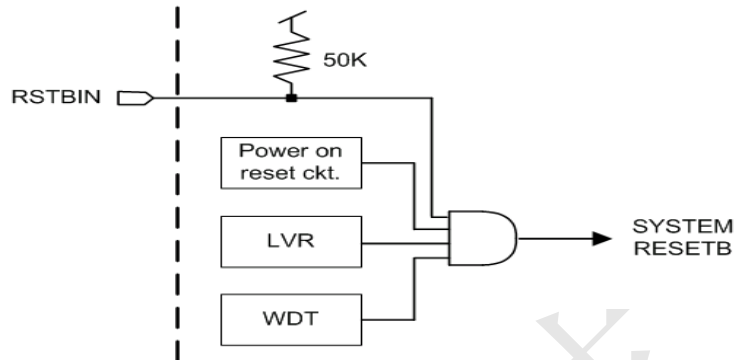 50K
RSTBIN
Power on
reset ckt.
LVR
WDT
SYSTEM
RESETB